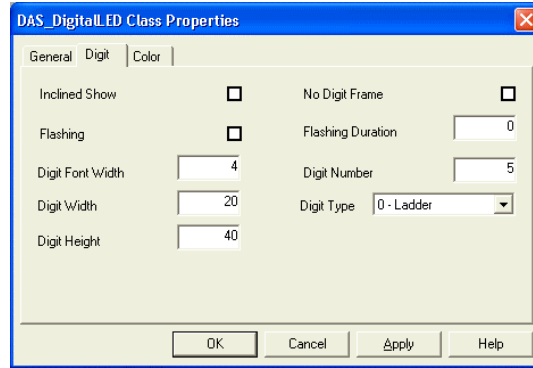 DAS_DigitalLED Class Properties
General Digit Color
Inclined Show No Digit Frame
Flashing Flashing Duration 0
Digit Font Width 4 Digit Number 5
Digit Width 20 Digit Type 0 - Ladder
Digit Height 40
OK Cancel Apply Help